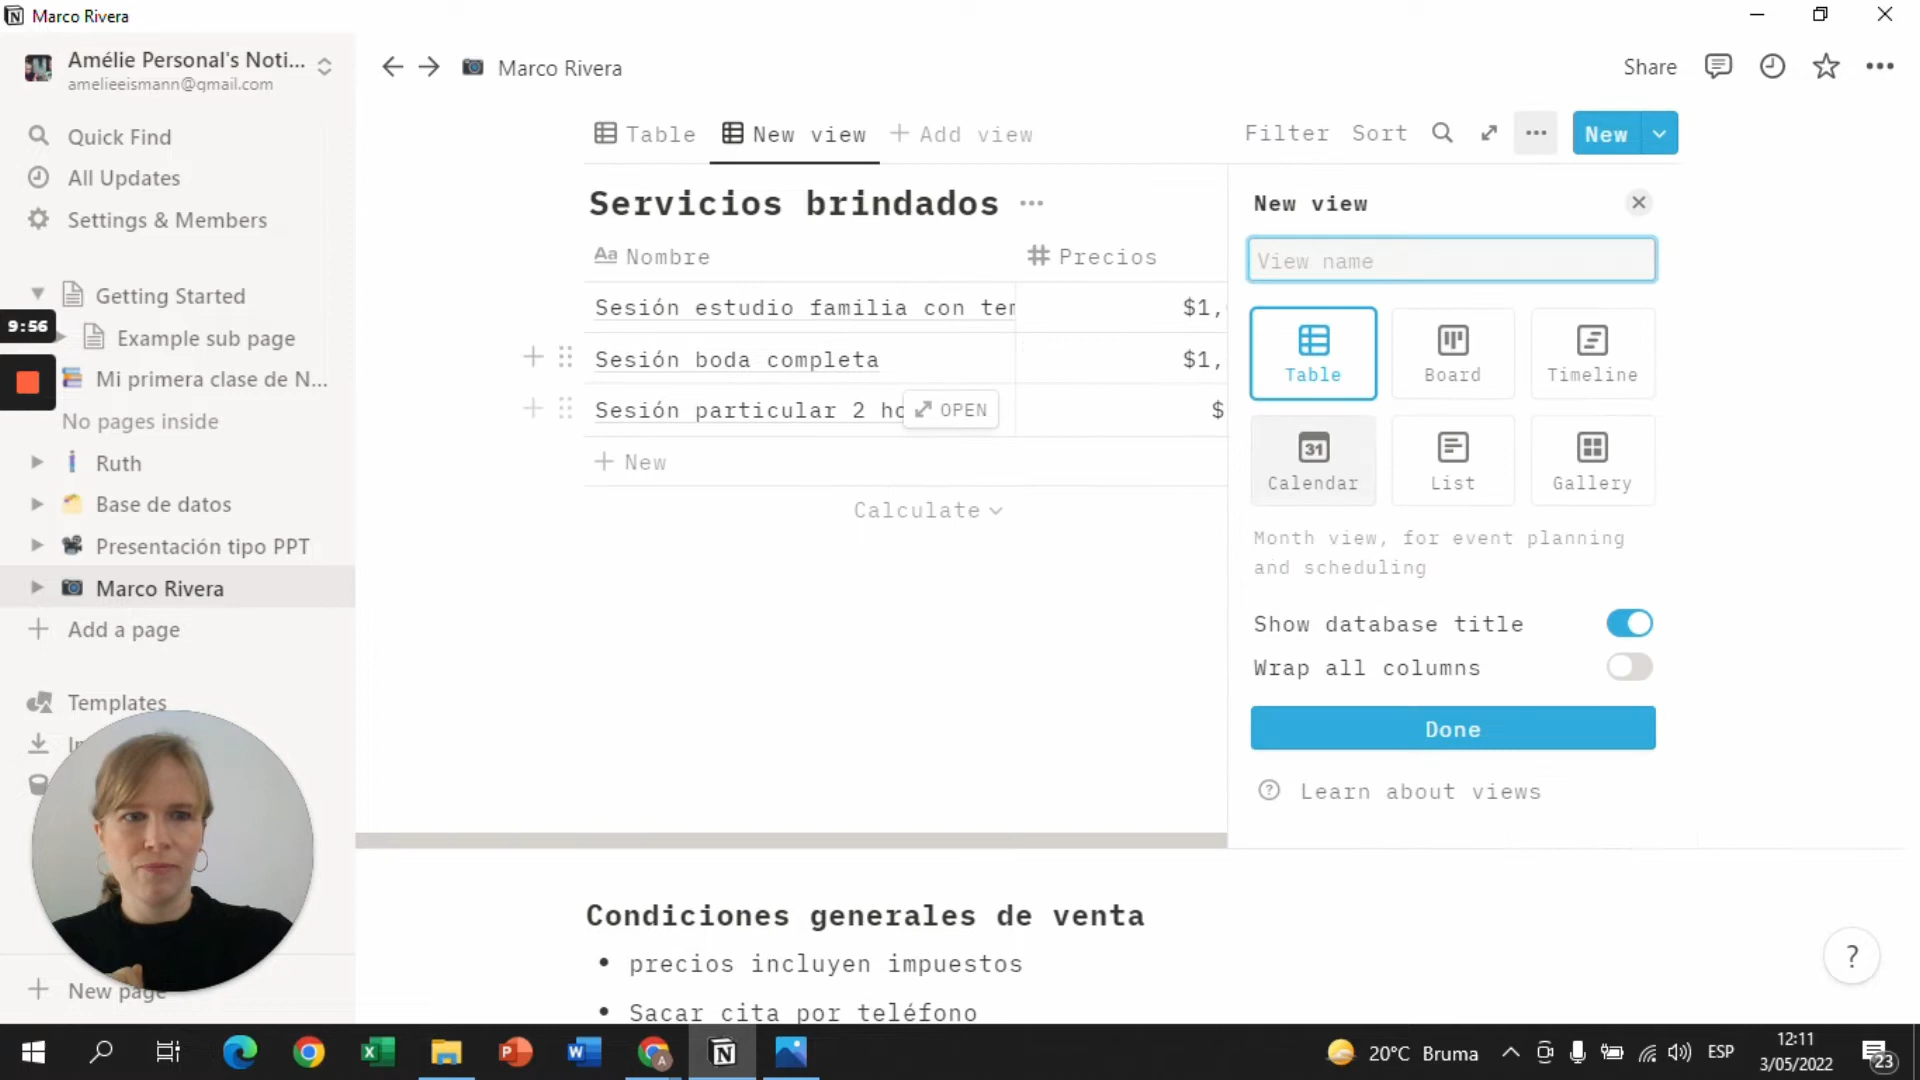 Marco Rivera
Amélie Personal's Noti...
amelieeismann@gmail.com
Quick Find
All Updates
Settings & Members
Getting Started
9:56
Example sub page
Mi primera clase de N...
No pages inside
Ruth
Base de datos
Presentación tipo PPT
Marco Rivera
Add a page
Templates
New page
Marco Rivera
Share
Table
New view
Add view
Filter
Sort
New
Servicios brindados
Aa Nombre
Precios
Sesión estudio familia con
$1,
Sesión boda completa
$1,
Sesión particular 2
OPEN
$
New
Calculate
New view
View name
Table
Board
Timeline
31
Calendar
List
Gallery
Month view, for event planning
and scheduling
Show database title
Wrap all columns
Done
Learn about views
Condiciones generales de venta
• precios incluyen impuestos
• Sacar cita por teléfono
?
20°C Bruma
ESP
12:11
3/05/2022
23